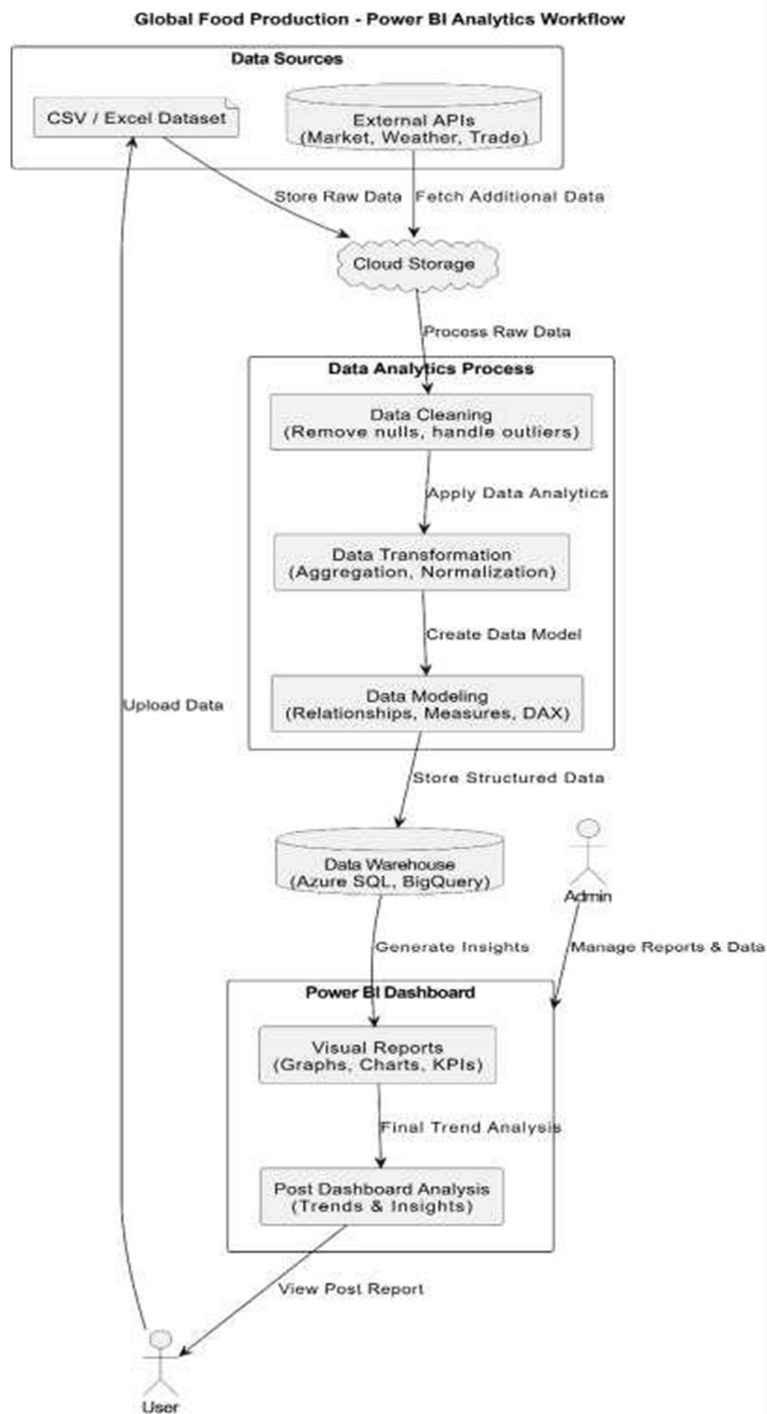 Global Food Production - Power BI Analytics Workflow
Data Sources
CSV / Excel Dataset
External APIs
(Market, Weather, Trade)
Store Raw Data
Fetch Additional Data
Cloud Storage
Process Raw Data
Data Analytics Process
Data Cleaning
(Remove nulls, handle outliers)
Apply Data Analytics
Data Transformation
(Aggregation, Normalization)
Create Data Model
Data Modeling
(Relationships, Measures, DAX)
Upload Data
Store Structured Data
Data Warehouse
(Azure SQL, BigQuery)
Admin
Generate Insights
Manage Reports & Data
Power BI Dashboard
Visual Reports
(Graphs, Charts, KPIs)
Final Trend Analysis
Post Dashboard Analysis
(Trends & Insights)
View Post Report
User